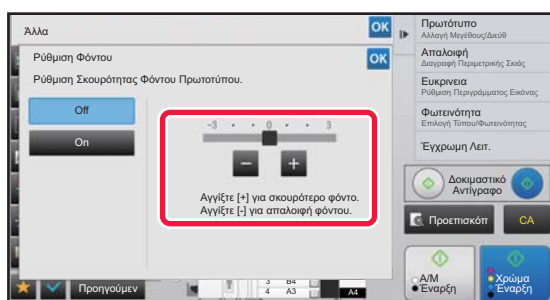 Άλλα
OK
Ρύθμιση Φόντου
OK
Ρύθμιση Σκουρότητας Φόντου Πρωτοτύπου.
Off
On
-3 0 3
− +
Αγγίξτε [+] για σκουρότερο φόντο.
Αγγίξτε [-] για απαλοιφή φόντου.
Προηγούμεν
3 B4
4 A3
A4
Πρωτότυπο
Αλλαγή Μεγέθους/Διεύθ
Απαλοιφή
Διαγραφή Περιμετρικής Σκιάς
Ευκρινεια
Ρύθμιση Περιγράμματος Εικόνας
Φωτεινότητα
Επιλογή Τύπου/Φωτεινότητας
Έγχρωμη Λειτ.
Δοκιμαστικό
Αντίγραφο
Προεπισκόπ
CA
Α/Μ
Έναρξη
Χρώμα
Έναρξη